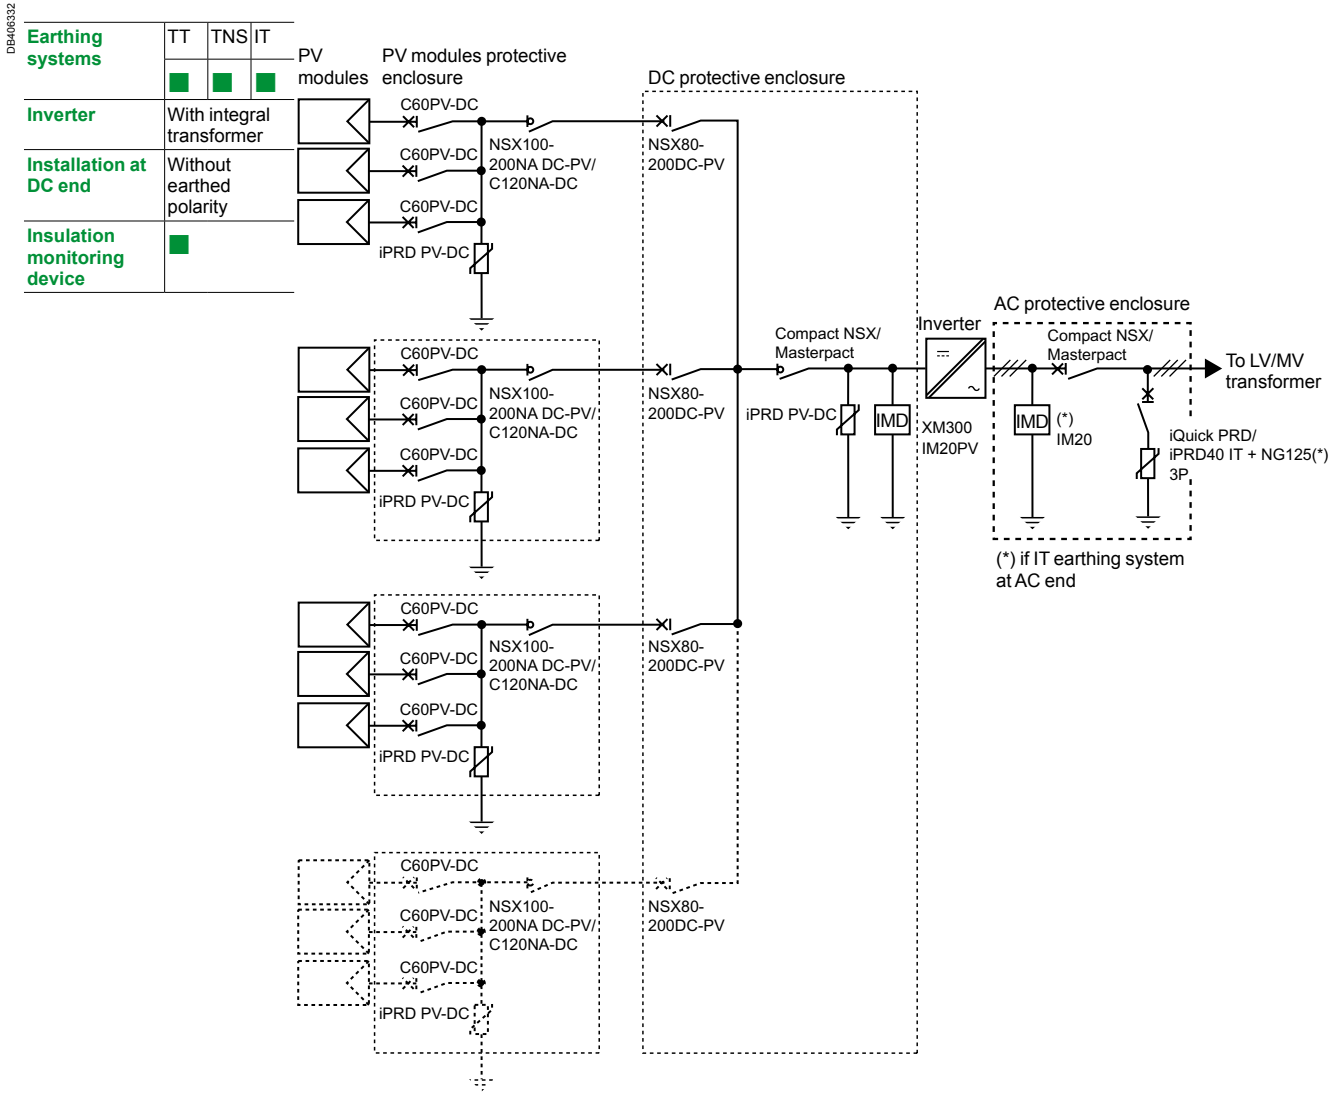 DB406332
Earthing
systems
TT
TNS
IT
Inverter
With integral
transformer
Installation at
DC end
Without
earthed
polarity
Insulation
monitoring
device
PV
modules
PV modules protective
enclosure
DC protective enclosure
C60PV-DC
C60PV-DC
C60PV-DC
iPRD PV-DC
NSX100-
200NA DC-PV/
C120NA-DC
NSX80-
200DC-PV
C60PV-DC
C60PV-DC
C60PV-DC
iPRD PV-DC
NSX100-
200NA DC-PV/
C120NA-DC
NSX80-
200DC-PV
Compact NSX/
Masterpact
iPRD PV-DC
IMD
XM300
IM20PV
Inverter
AC protective enclosure
Compact NSX/
Masterpact
IMD
(*)
IM20
iQuick PRD/
iPRD40 IT + NG125(*)
3P
To LV/MV
transformer
(*) if IT earthing system
at AC end
C60PV-DC
C60PV-DC
C60PV-DC
iPRD PV-DC
NSX100-
200NA DC-PV/
C120NA-DC
NSX80-
200DC-PV
C60PV-DC
C60PV-DC
C60PV-DC
iPRD PV-DC
NSX100-
200NA DC-PV/
C120NA-DC
NSX80-
200DC-PV